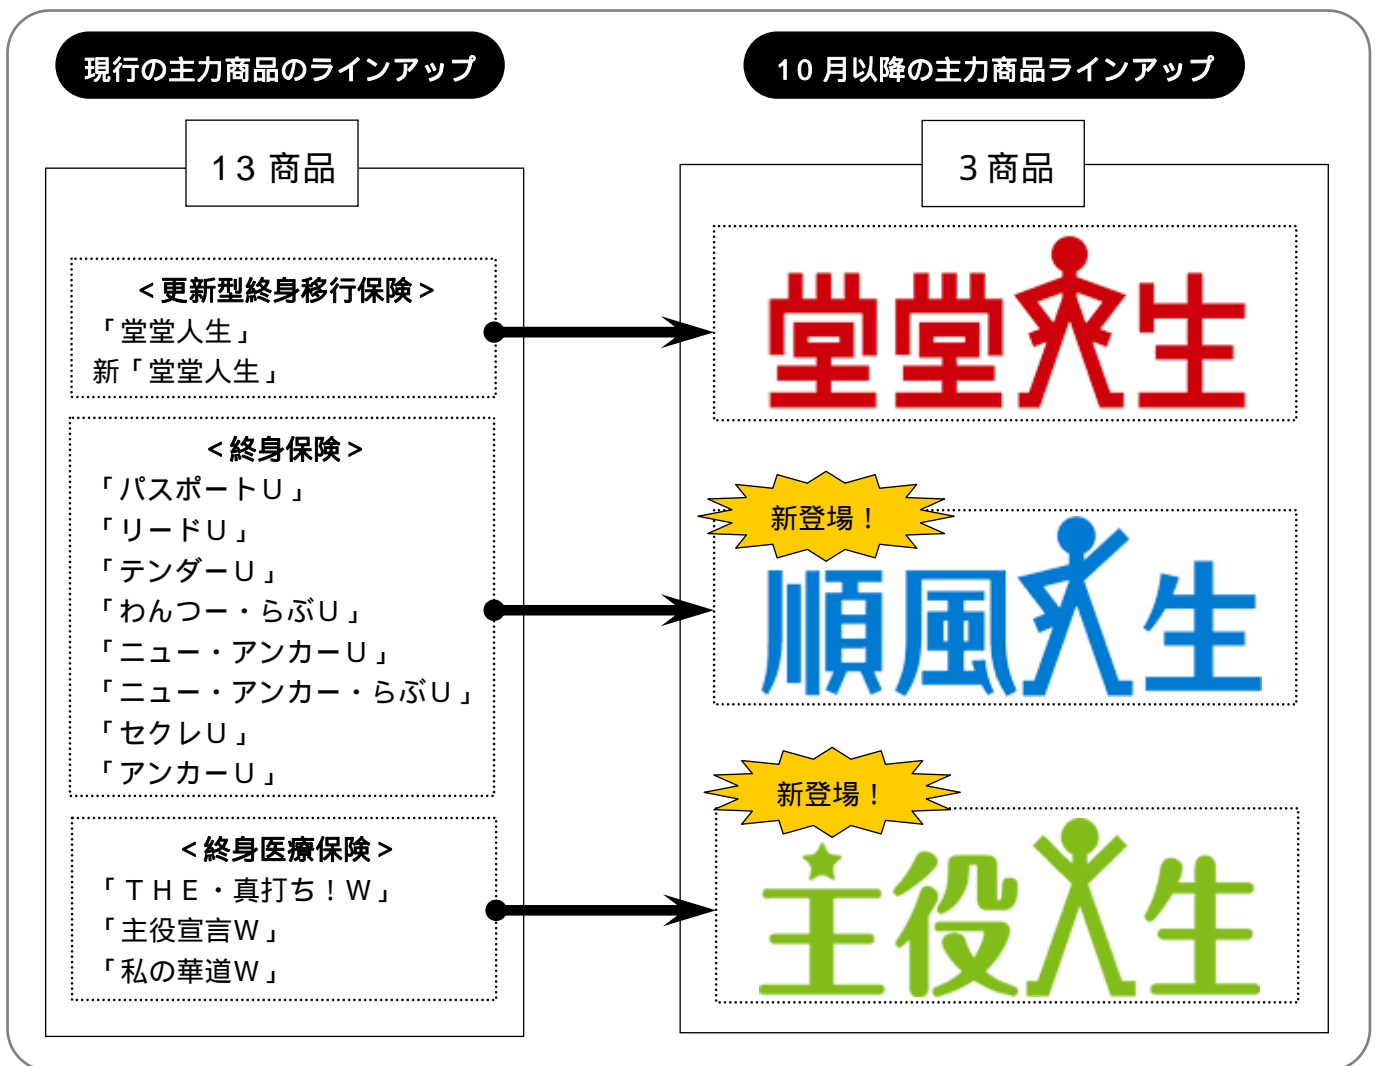 現行の主力商品のラインアップ
13 商品
<更新型終身移行保険>
「堂堂人生」
新「堂堂人生」
<終身保険>
「パスポートU」
「リードU」
「テンダーU」
「わんつー・らぶU」
「ニュー・アンカーU」
「ニュー・アンカー・らぶU」
「セクレU」
「アンカーU」
<終身医療保険>
「THE・真打ち!W」
「主役宣言W」
「私の華道W」
10 月以降の主力商品ラインアップ
3 商品
堂堂人生
新登場!
順風人生
新登場!
主役人生